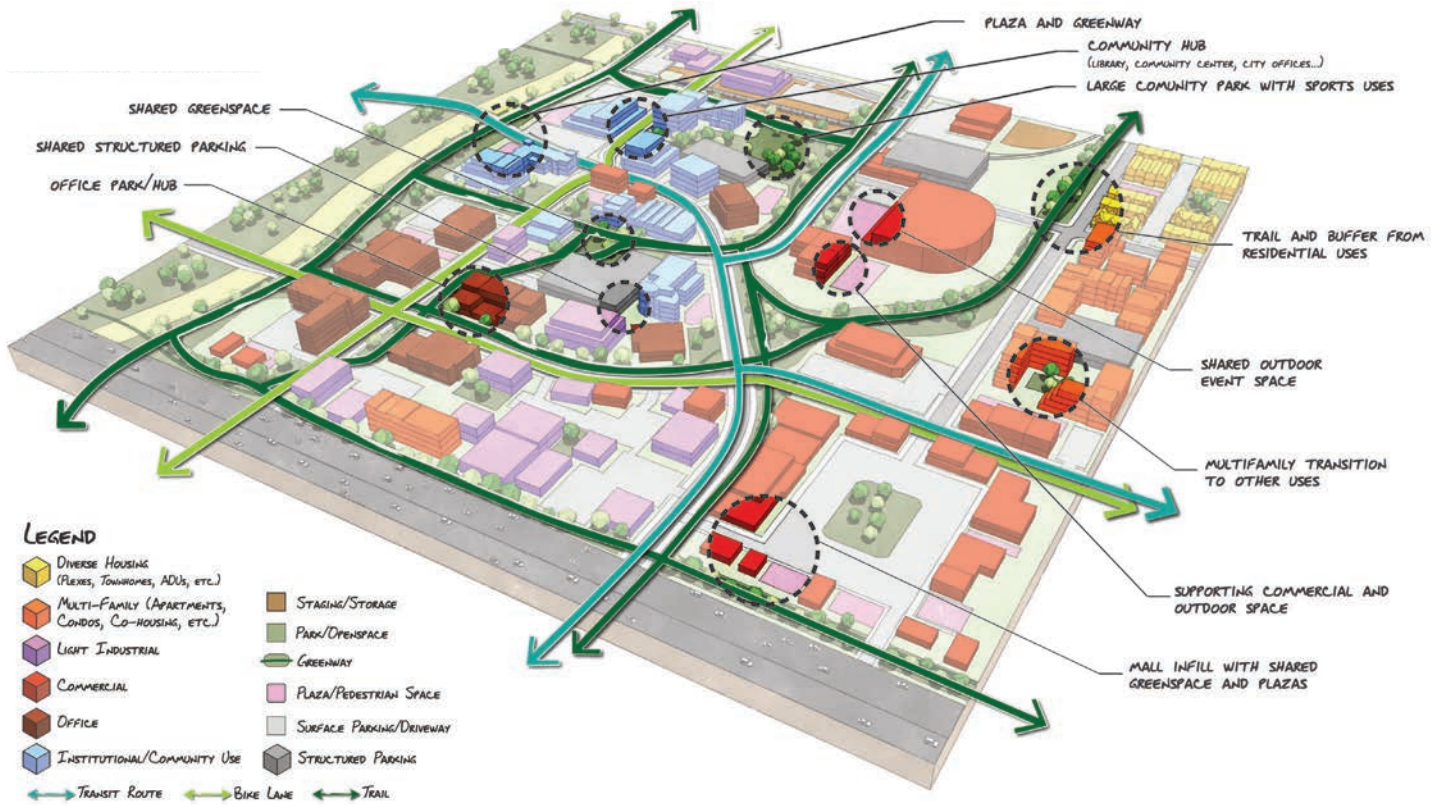 PLAZA AND GREENWAY
COMMUNITY HUB
(LIBRARY, COMMUNITY CENTER, CITY OFFICES...)
LARGE COMUNITY PARK WITH SPORTS USES
SHARED GREENSPACE
SHARED STRUCTURED PARKING
OFFICE PARK/HUB
TRAIL AND BUFFER FROM
RESIDENTIAL USES
SHARED OUTDOOR
EVENT SPACE
MULTIFAMILY TRANSITION
TO OTHER USES
SUPPORTING COMMERCIAL AND
OUTDOOR SPACE
MALL INFILL WITH SHARED
GREENSPACE AND PLAZAS
LEGEND
DIVERSE HOUSING
(PLEXES, TOWNHOMES, ADUS, ETC.)
MULTI-FAMILY (APARTMENTS,
CONDOS, CO-HOUSING, ETC.)
LIGHT INDUSTRIAL
COMMERCIAL
OFFICE
INSTITUTIONAL/COMMUNITY USE
STAGING/STORAGE
PARK/OPENSPACE
GREENWAY
PLAZA/PEDESTRIAN SPACE
SURFACE PARKING/DRIVEWAY
STRUCTURED PARKING
TRANSIT ROUTE
BIKE LANE
TRAIL